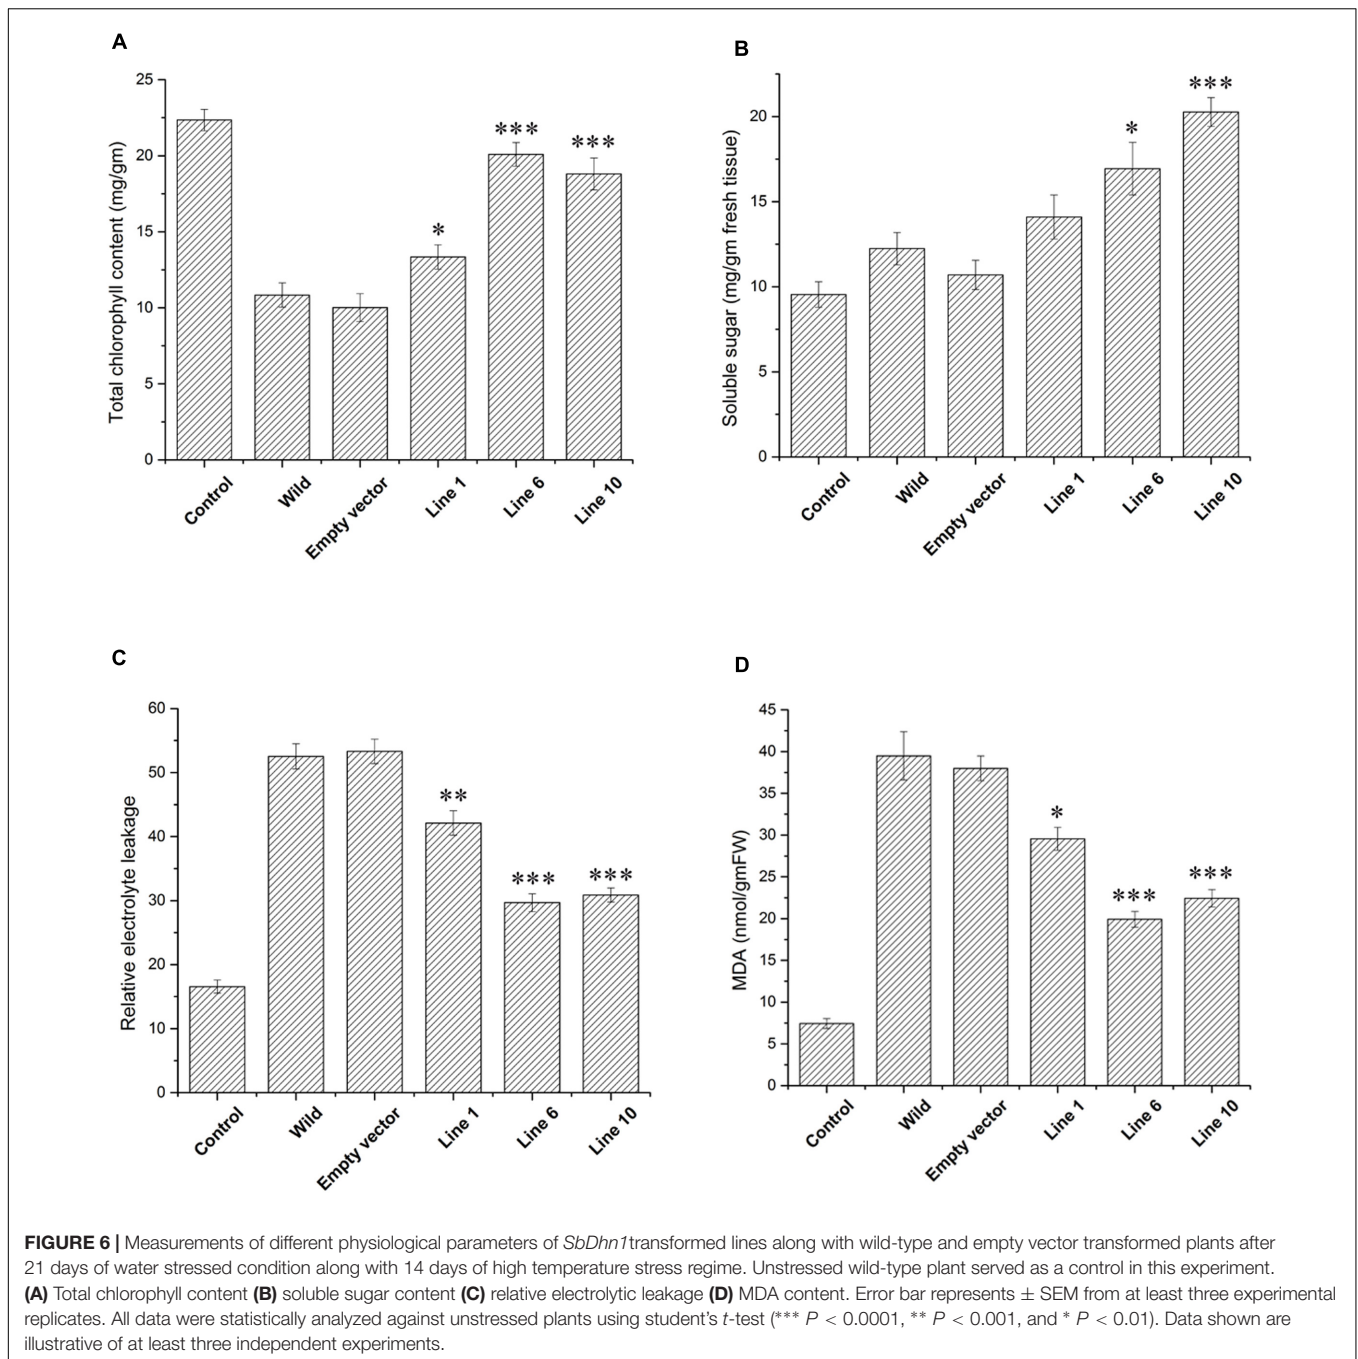 A
Total chlorophyll content (mg/gm)
25
20
15
10
5
0
*
***
***
Control
Wild
Empty vector
Line 1
Line 6
Line 10
B
Soluble sugar (mg/gm fresh tissue)
20
15
10
5
0
*
***
Control
Wild
Empty vector
Line 1
Line 6
Line 10
C
Relative electrolyte leakage
60
50
40
30
20
10
0
**
***
***
Control
Wild
Empty vector
Line 1
Line 6
Line 10
D
MDA (nmol/gmFW)
45
40
35
30
25
20
15
10
5
0
*
***
***
Control
Wild
Empty vector
Line 1
Line 6
Line 10
FIGURE 6 | Measurements of different physiological parameters of SbDhn1transformed lines along with wild-type and empty vector transformed plants after
21 days of water stressed condition along with 14 days of high temperature stress regime. Unstressed wild-type plant served as a control in this experiment.
(A) Total chlorophyll content (B) soluble sugar content (C) relative electrolytic leakage (D) MDA content. Error bar represents ± SEM from at least three experimental
replicates. All data were statistically analyzed against unstressed plants using student's t-test (*** P < 0.0001, ** P < 0.001, and * P < 0.01). Data shown are
illustrative of at least three independent experiments.